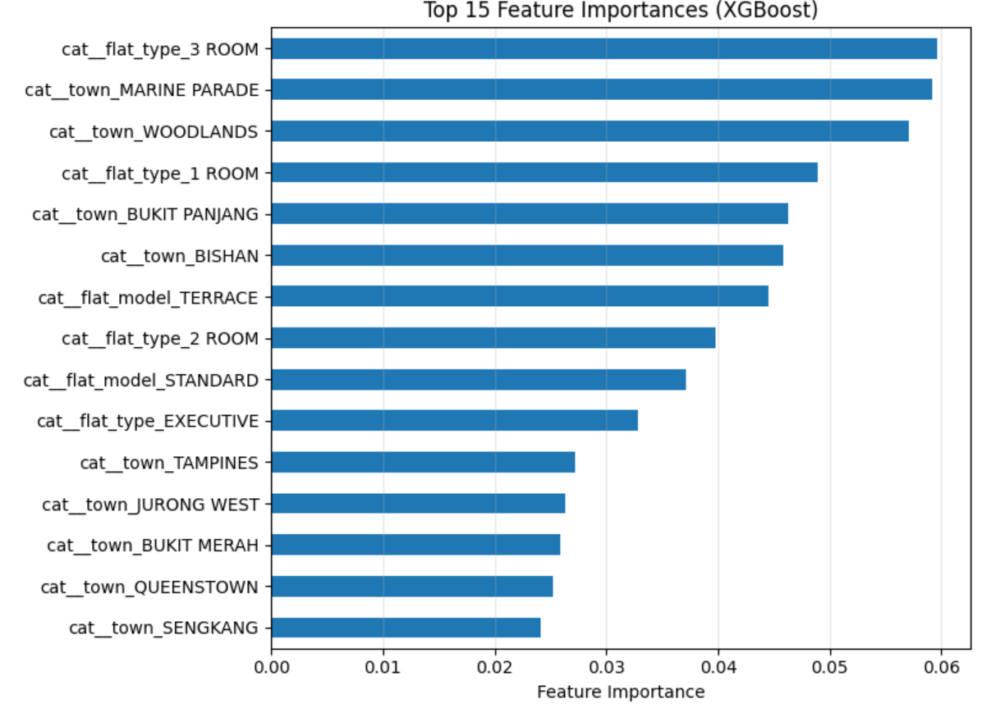 Top 15 Feature Importances (XGBoost)
cat__flat_type_3 ROOM
cat__town_MARINE PARADE
cat__town_WOODLANDS
cat__flat_type_1 ROOM
cat__town_BUKIT PANJANG
cat__town_BISHAN
cat__flat_model_TERRACE
cat__flat_type_2 ROOM
cat__flat_model_STANDARD
cat__flat_type_EXECUTIVE
cat__town_TAMPINES
cat__town_JURONG WEST
cat__town_BUKIT MERAH
cat__town_QUEENSTOWN
cat__town_SENGKANG
0.00 0.01 0.02 0.03 0.04 0.05 0.06
Feature Importance